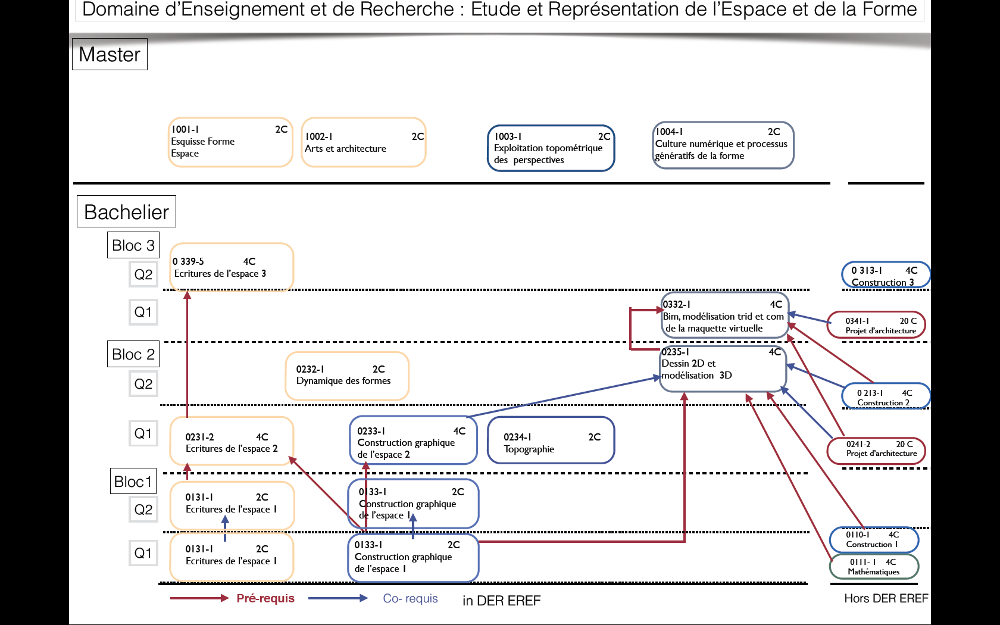 Domaine d'Enseignement et de Recherche : Etude et Représentation de l'Espace et de la Forme
Master
1001-1 2C
Esquisse Forme
Espace
1002-1 2C
Arts et architecture
1003-1 2C
Exploitation topométrique
des perspectives
1004-1 2C
Culture numérique et processus
génératifs de la forme
Bachelier
Bloc 3
Q2
0 339-5 4C
Ecritures de l'espace 3
0 313-1 4C
Construction 3
Q1
0332-1 4C
Bim, modélisation trid et com
de la maquette virtuelle
0341-1 20 C
Projet d'architecture
Bloc 2
Q2
0232-1 2C
Dynamique des formes
0235-1 4C
Dessin 2D et
modélisation 3D
0 213-1 4C
Construction 2
Q1
0231-2 4C
Ecritures de l'espace 2
0233-1 4C
Construction graphique
de l'espace 2
0234-1 2C
Topographie
0241-2 20 C
Projet d'architecture
Bloc1
Q2
0131-1 2C
Ecritures de l'espace 1
0133-1 2C
Construction graphique
de l'espace 1
Q1
0131-1 2C
Ecritures de l'espace 1
0133-1 2C
Construction graphique
de l'espace 1
0110-1 4C
Construction 1
0111- 1 4C
Mathématiques
Pré-requis
Co- requis
in DER EREF
Hors DER EREF